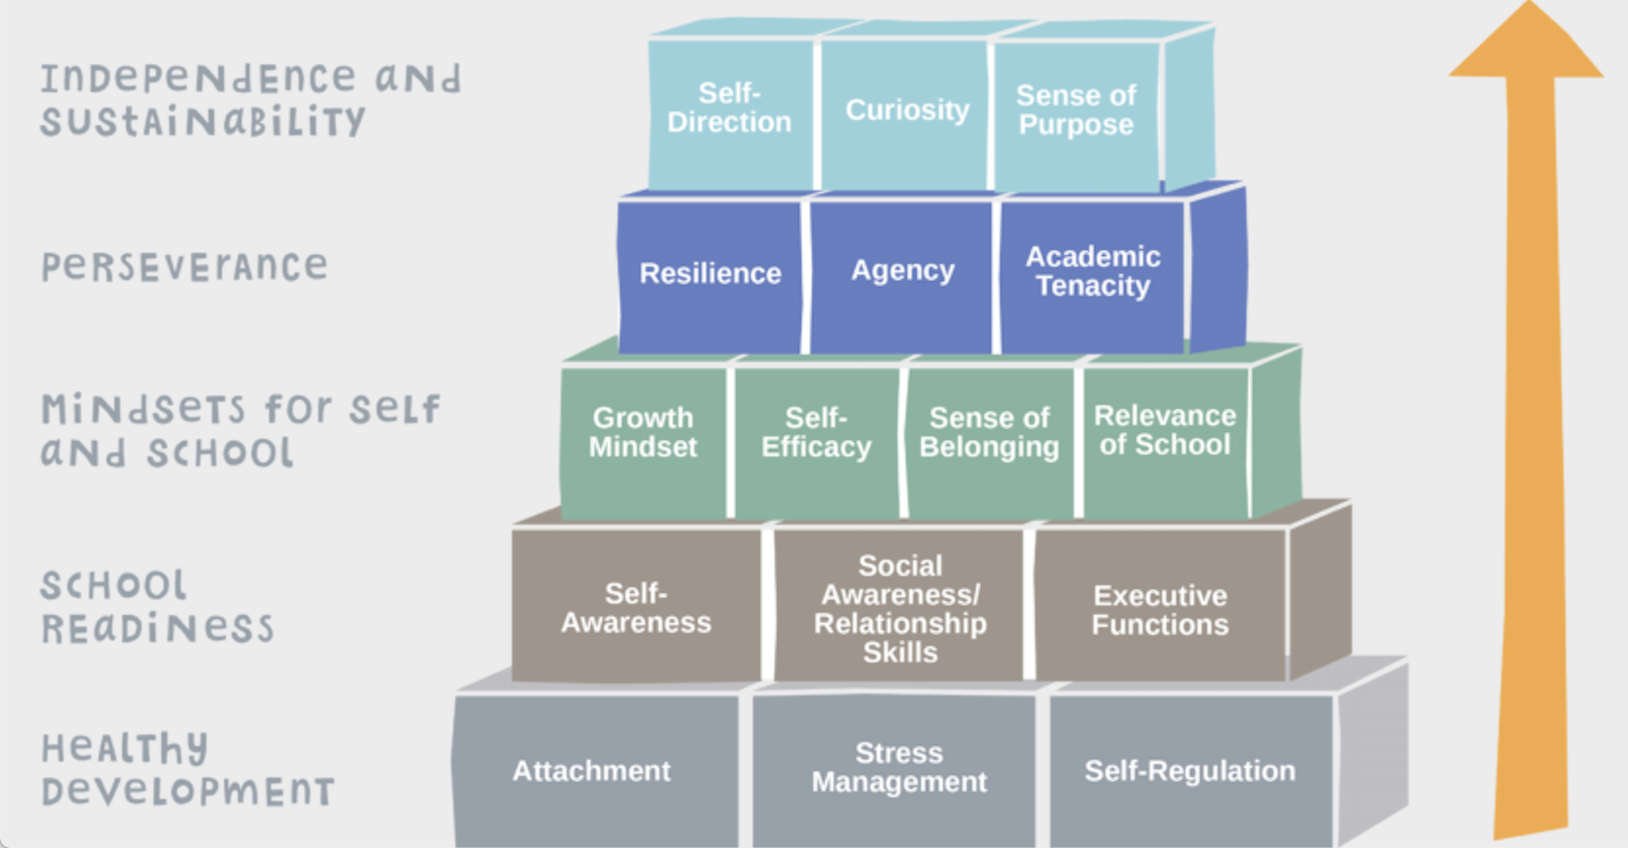 Independence and
Sustainability
Self-
Direction
Curiosity
Sense of
Purpose
Perseverance
Resilience
Agency
Academic
Tenacity
Mindsets for Self
and School
Growth
Mindset
Self-
Efficacy
Sense of
Belonging
Relevance
of School
School
Readiness
Self-
Awareness
Social
Awareness/
Relationship
Skills
Executive
Functions
Healthy
Development
Attachment
Stress
Management
Self-Regulation